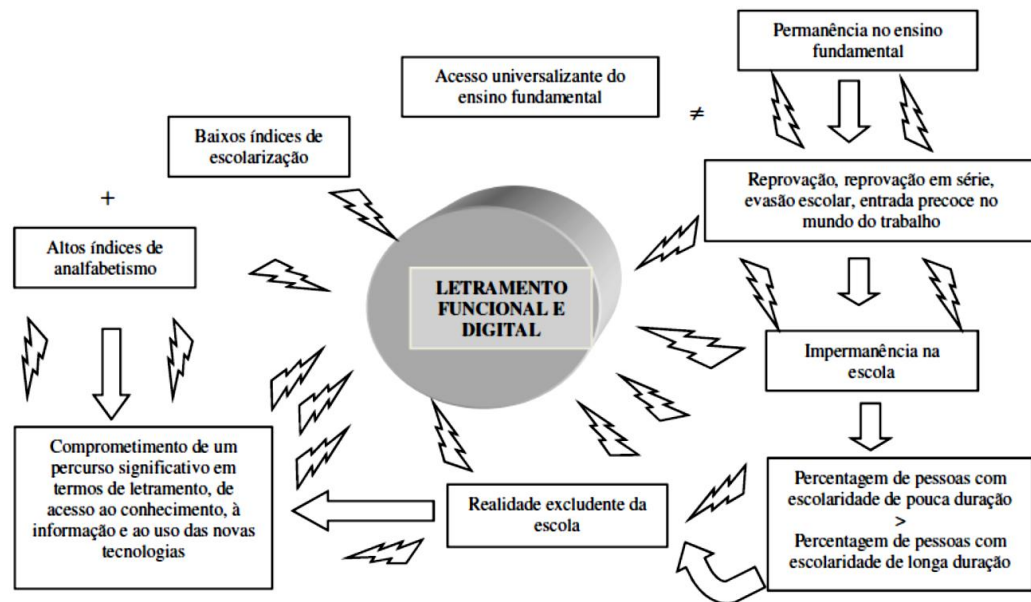 Permanência no ensino
fundamental
Acesso universalizante do
ensino fundamental
≠
Baixos índices de
escolarização
+
Altos índices de
analfabetismo
Reprovação, reprovação em série,
evasão escolar, entrada precoce no
mundo do trabalho
LETRAMENTO
FUNCIONAL E
DIGITAL
Impermanência na
escola
Comprometimento de um
percurso significativo em
termos de letramento, de
acesso ao conhecimento, à
informação e ao uso das novas
tecnologias
Realidade excludente da
escola
Percentagem de pessoas com
escolaridade de pouca duração
>
Percentagem de pessoas com
escolaridade de longa duração